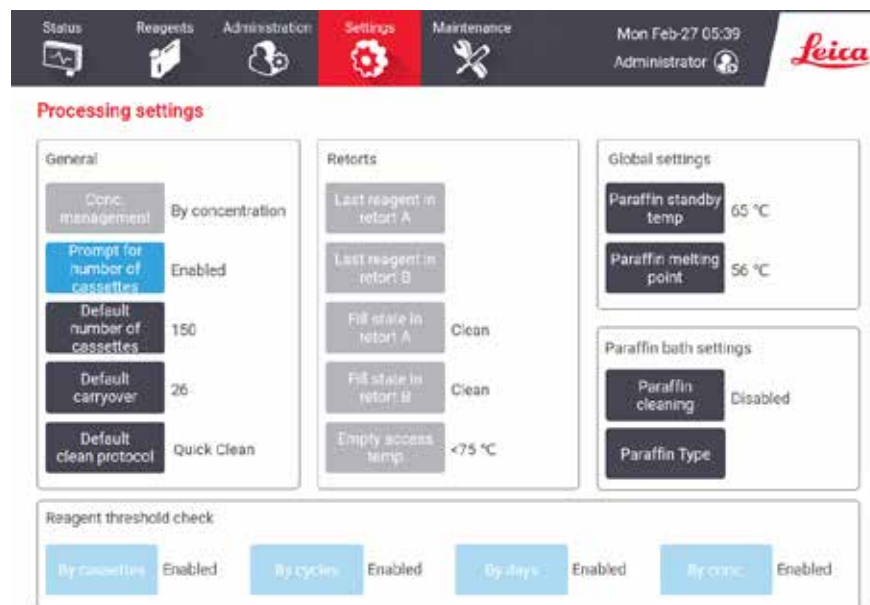 Status Reagents Administration Settings Maintenance
Mon Feb-27 05:39
Administrator
Leica
Processing settings
General
Conc. management By concentration
Prompt for number of cassettes Enabled
Default number of cassettes 150
Default carryover 26
Default clean protocol Quick Clean
Retorts
Last reagent in retort A
Last reagent in retort B
Fill state in retort A Clean
Fill state in retort B Clean
Empty access temp <75 °C
Global settings
Paraffin standby temp 65 °C
Paraffin melting point 56 °C
Paraffin bath settings
Paraffin cleaning Disabled
Paraffin Type
Reagent threshold check
By cassettes Enabled By cycles Enabled By days Enabled By conc. Enabled